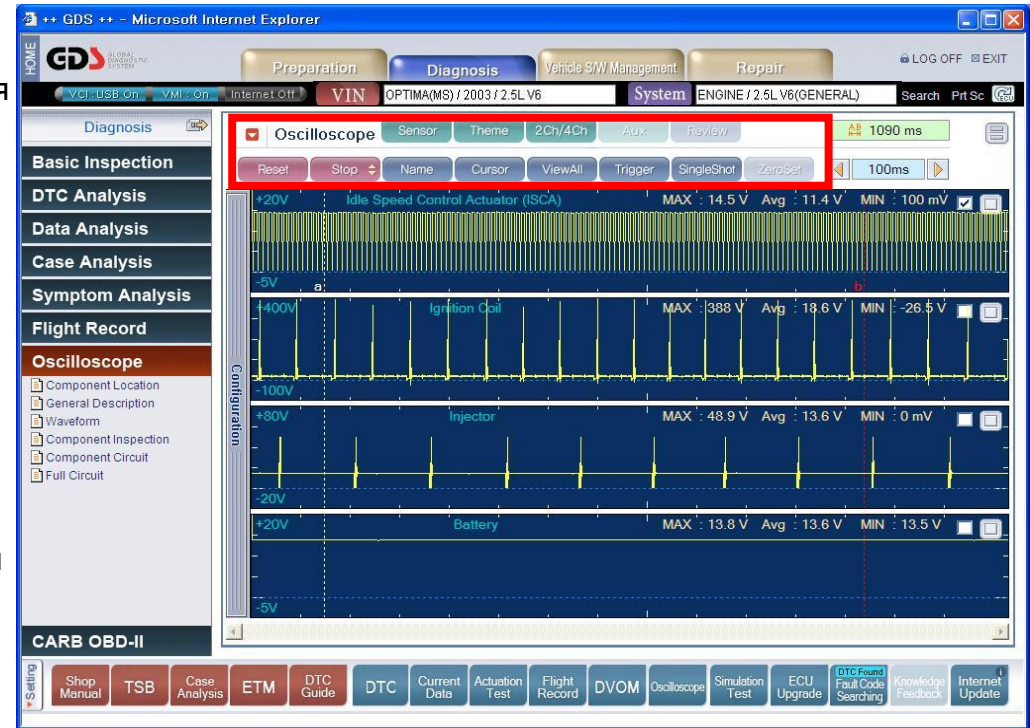 ++ GDS ++ - Microsoft Internet Explorer
HOME
GDS GLOBAL DIAGNOSTIC SYSTEM
Preparation Diagnosis Vehicle S/W Management Repair
LOG OFF EXIT
я
VCI : USB On VMI : On Internet Off VIN OPTIMA(MS) / 2003 / 2.5L V6 System ENGINE / 2.5L V6(GENERAL) Search Prt Sc ECU
Diagnosis
Basic Inspection
DTC Analysis
Data Analysis
Case Analysis
Symptom Analysis
Flight Record
Oscilloscope
Component Location
General Description
Waveform
Component Inspection
Component Circuit
Full Circuit
CARB OBD-II
Oscilloscope Sensor Theme 2Ch/4Ch Aux Review AB 1090 ms
Reset Stop Name Cursor ViewAll Trigger SingleShot ZeroSet 100ms
Configuration
+20V Idle Speed Control Actuator (ISCA) MAX : 14.5 V Avg : 11.4 V MIN : 100 mV
-5V a b
+400V Ignition Coil MAX : 388 V Avg : 18.6 V MIN : -26.5 V
-100V
+80V Injector MAX : 48.9 V Avg : 13.6 V MIN : 0 mV
-20V
+20V Battery MAX : 13.8 V Avg : 13.6 V MIN : 13.5 V
-5V
Setting
Shop Manual
TSB
Case Analysis
ETM
DTC Guide
DTC
Current Data
Actuation Test
Flight Record
DVOM
Oscilloscope
Simulation Test
ECU Upgrade
DTC Found
Fault Code Searching
Knowledge Feedback
Internet Update